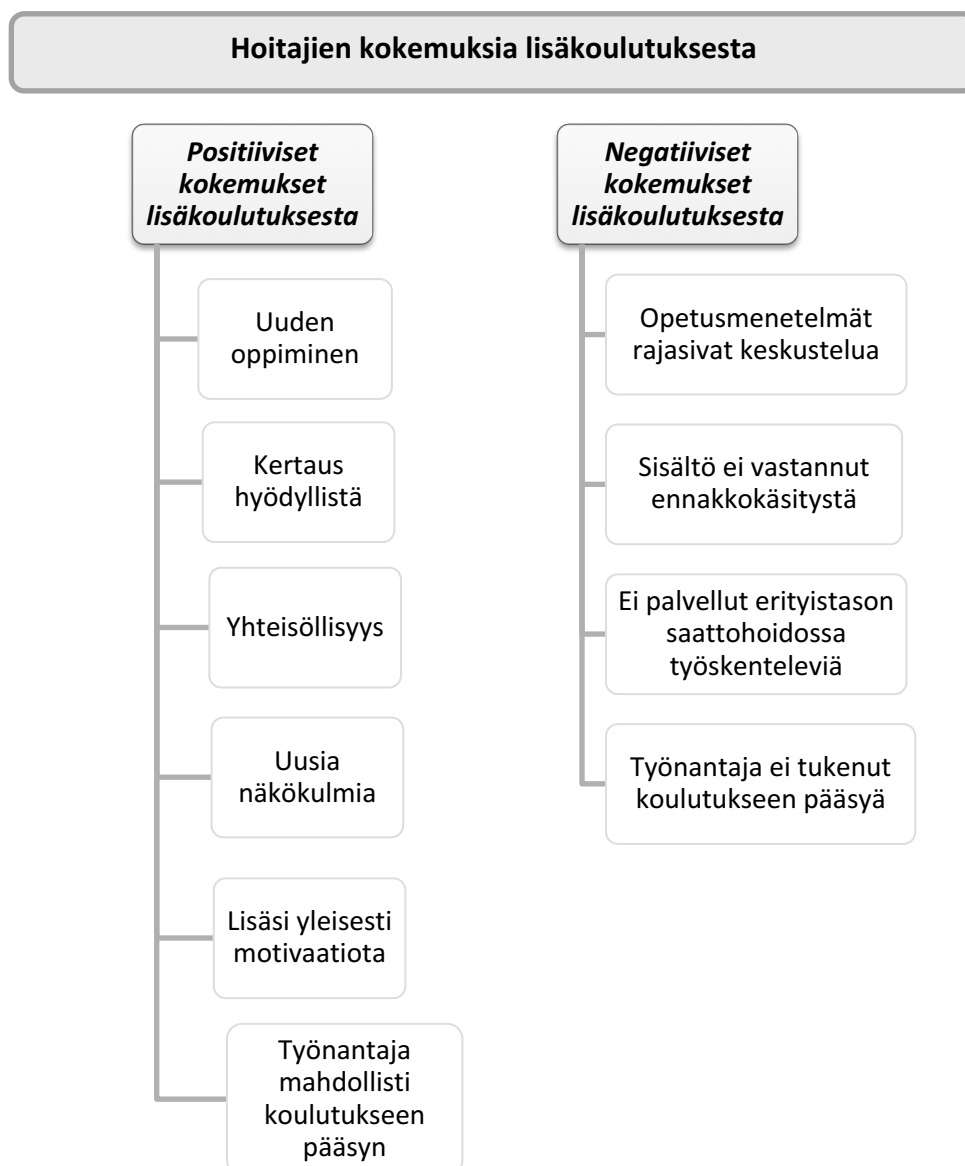 Hoitajien kokemuksia lisäkoulutuksesta
Positiiviset
kokemukset
lisäkoulutuksesta
Uuden
oppiminen
Kertaus
hyödyllistä
Yhteisöllisyys
Uusia
näkökulmia
Lisäsi yleisesti
motivaatiota
Työnantaja
mahdollisti
koulutukseen
pääsyn
Negatiiviset
kokemukset
lisäkoulutuksesta
Opetusmenetelmät
rajasivat keskustelua
Sisältö ei vastannut
ennakkokäsitystä
Ei palvellut erityistason
saattohoidossa
työskenteleviä
Työnantaja ei tukenut
koulutukseen pääsyä